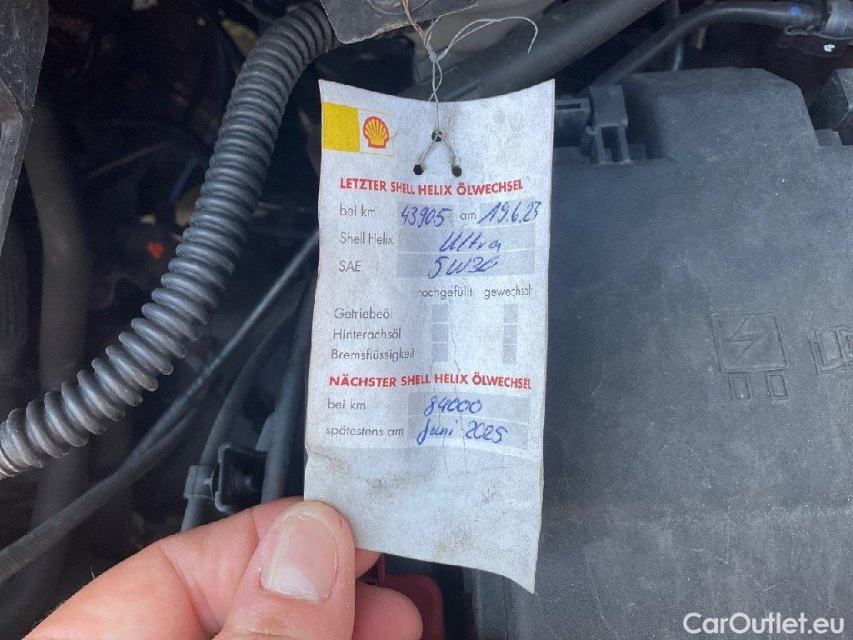 LETZTER SHELL HELIX ÖLWECHSEL
bei km 43905 am 19.6.23
Shell Helix Ultra
SAE 5W30
nachgefüllt gewechselt
Getriebeöl
Hinterachsöl
Bremsflüssigkeit
NÄCHSTER SHELL HELIX ÖLWECHSEL
bei km 84000
spätestens am Juni 2025
CarOutlet.eu